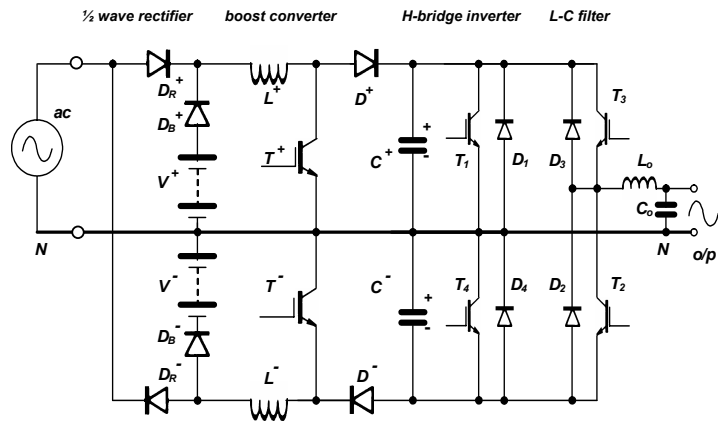 ½ wave rectifier boost converter H-bridge inverter L-C filter
D_R^+ L^+ D^+ T_3
ac D_B^+ T^+ + T_1 D_1 D_3
V^+ C^+ - L_o
C_o
N N o/p
V^- T^- C^- + T_4 D_4 D_2 T_2
D_B^- -
D_R^- L^- D^-